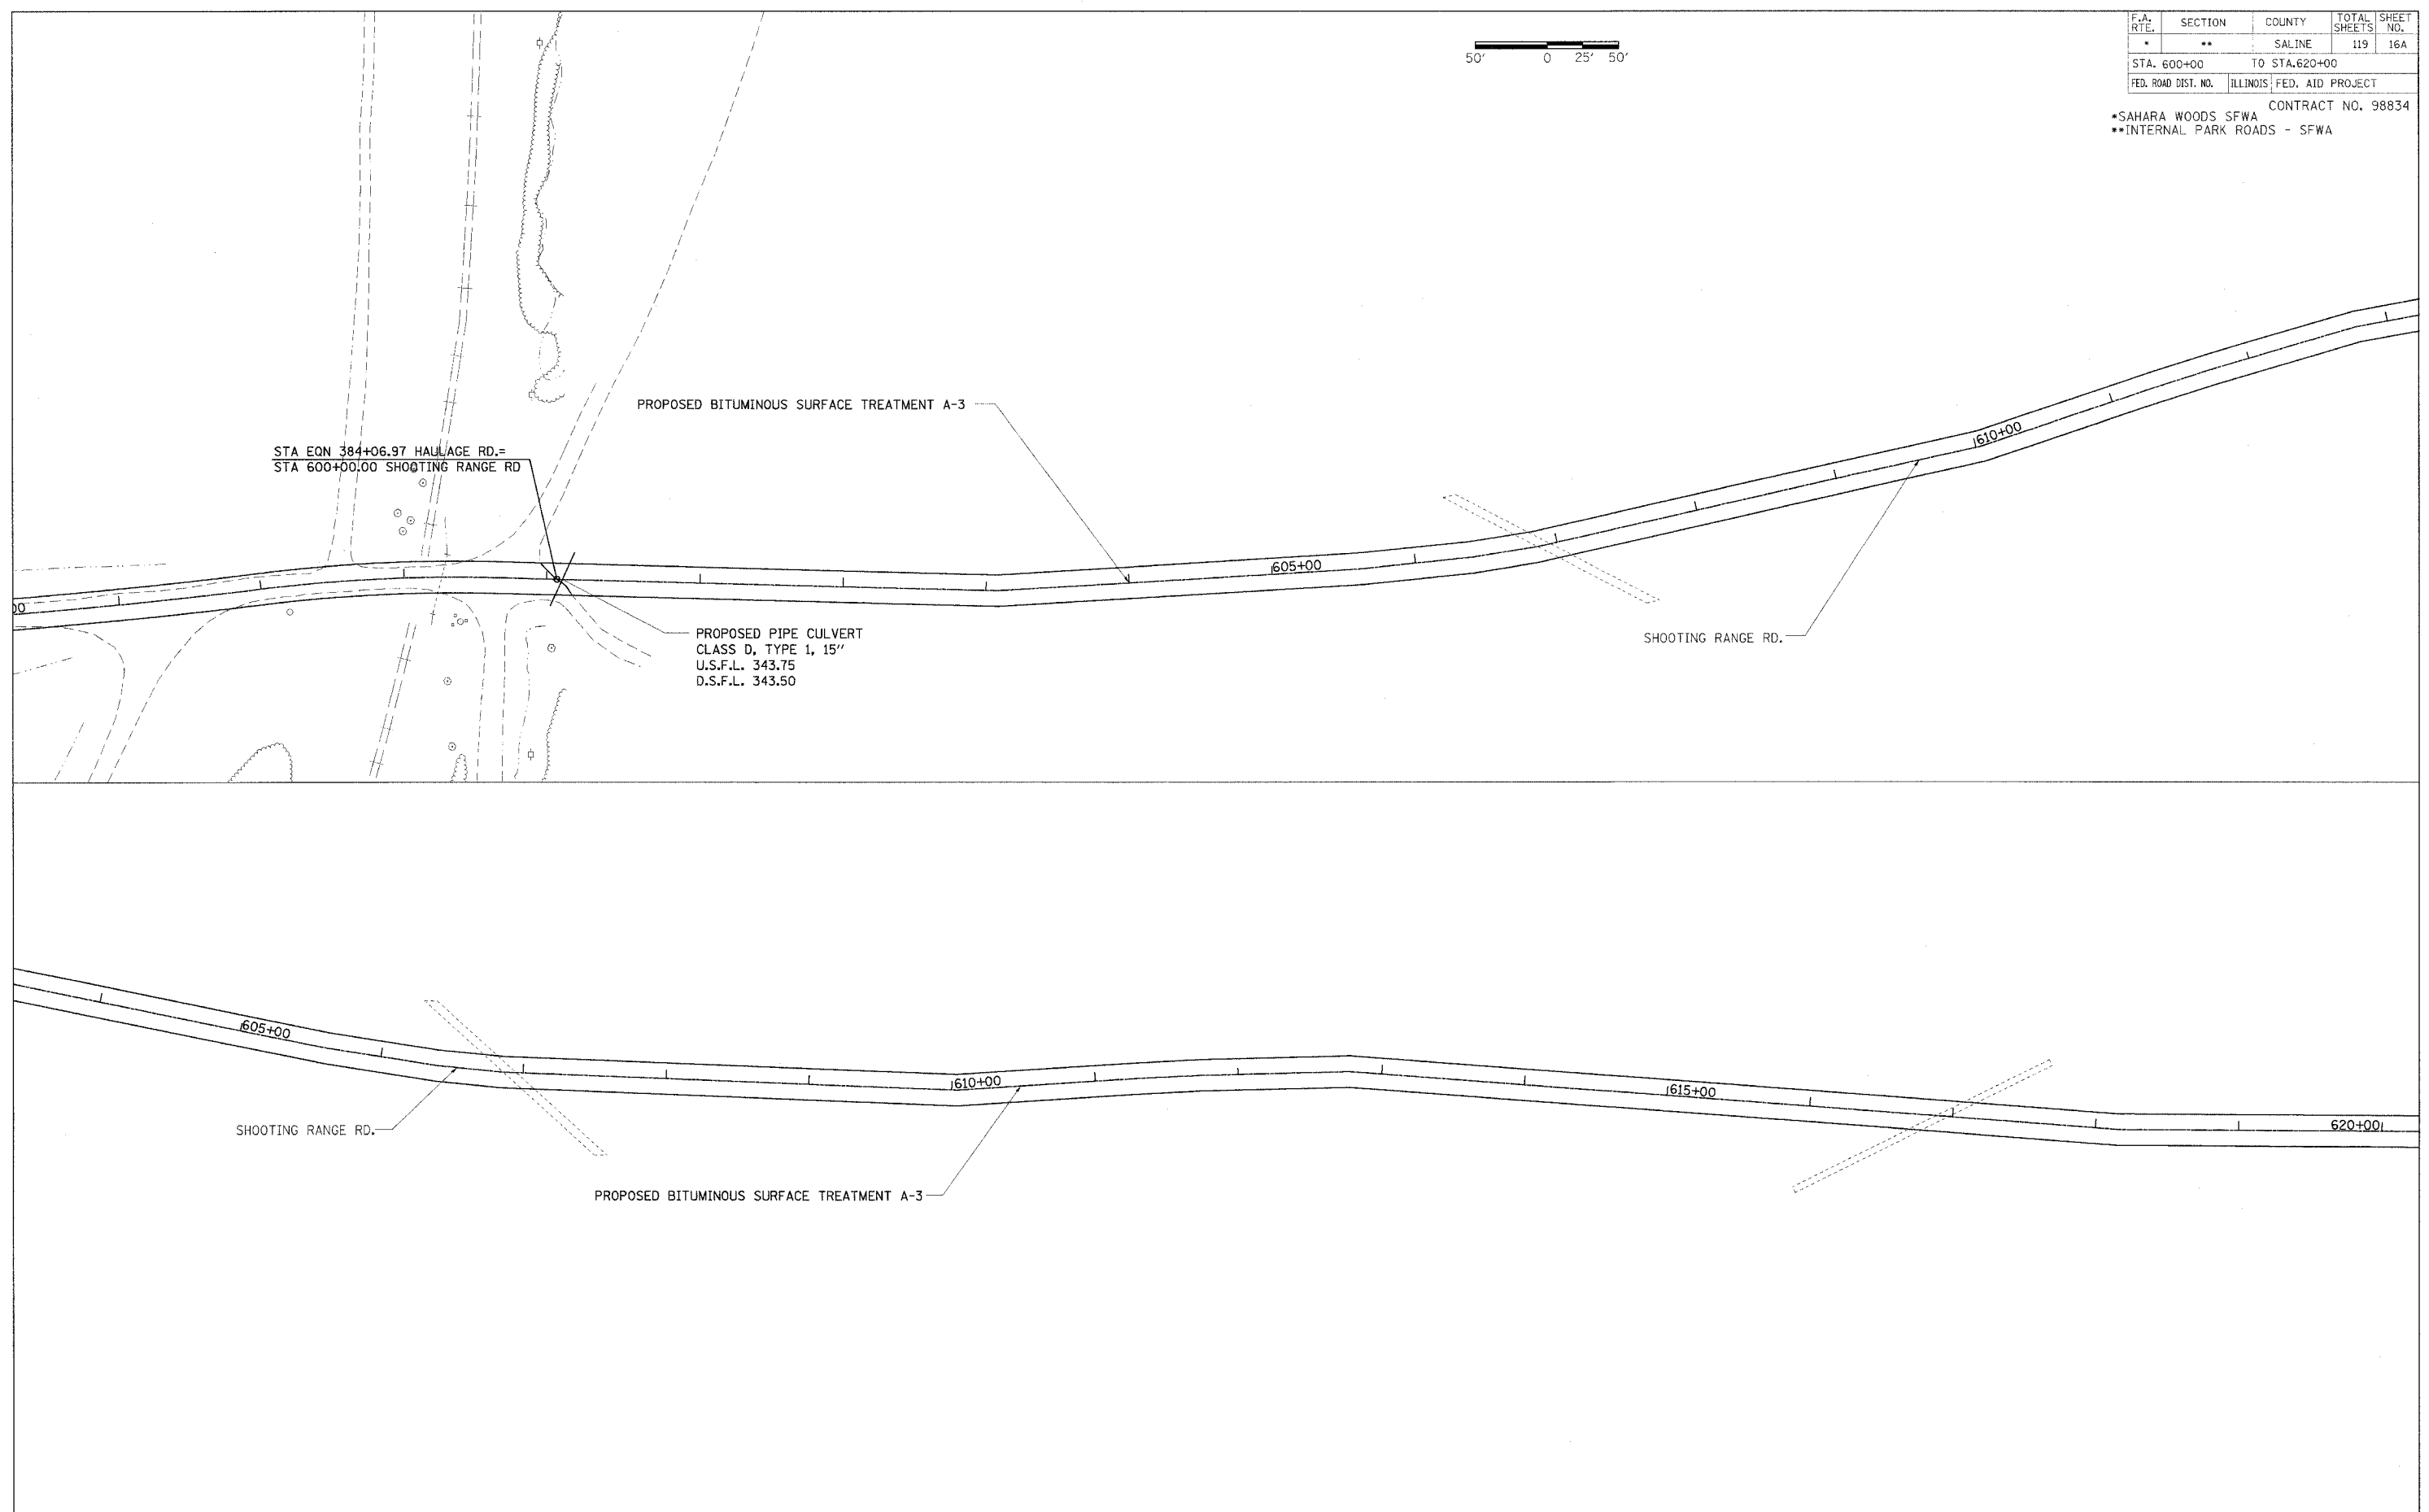 F.A. RTE. SECTION COUNTY TOTAL SHEETS SHEET NO.
* ** SALINE 119 16A
STA. 600+00 TO STA.620+00
FED. ROAD DIST. NO. ILLINOIS FED. AID PROJECT
CONTRACT NO. 98834
*SAHARA WOODS SFWA
**INTERNAL PARK ROADS - SFWA
50' 0 25' 50'
PROPOSED BITUMINOUS SURFACE TREATMENT A-3
610+00
STA EQN 384+06.97 HAULAGE RD.=
STA 600+00.00 SHOOTING RANGE RD
605+00
00
PROPOSED PIPE CULVERT
CLASS D, TYPE 1, 15"
U.S.F.L. 343.75
D.S.F.L. 343.50
SHOOTING RANGE RD.
605+00
610+00
615+00
620+00
SHOOTING RANGE RD.
PROPOSED BITUMINOUS SURFACE TREATMENT A-3